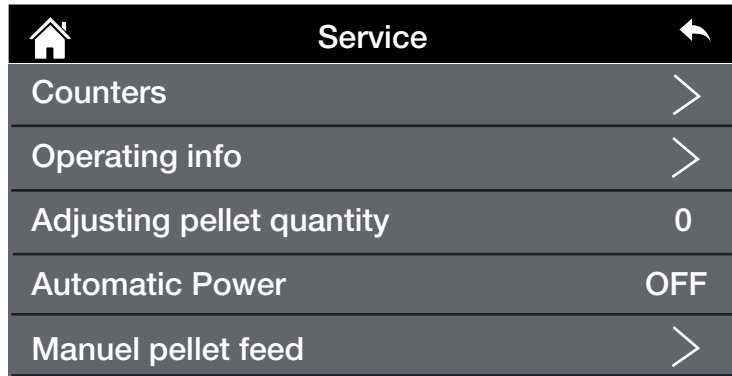 Service
Counters
Operating info
Adjusting pellet quantity 0
Automatic Power OFF
Manuel pellet feed